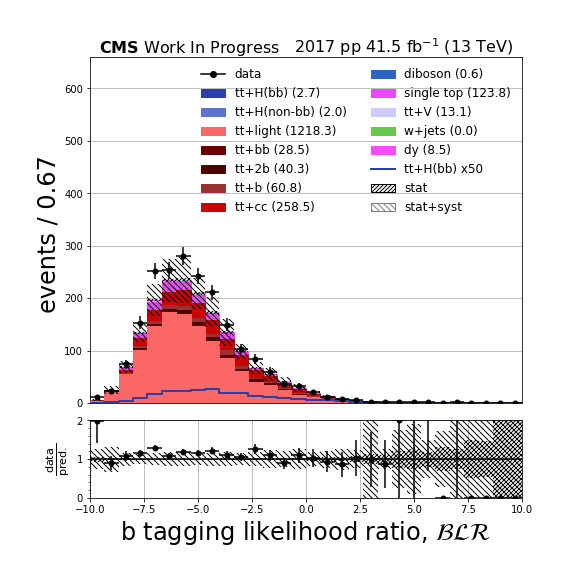 CMS Work In Progress 2017 pp 41.5 fb⁻¹ (13 TeV)
data
tt+H(bb) (2.7)
tt+H(non-bb) (2.0)
tt+light (1218.3)
tt+bb (28.5)
tt+2b (40.3)
tt+b (60.8)
tt+cc (258.5)
diboson (0.6)
single top (123.8)
tt+V (13.1)
w+jets (0.0)
dy (8.5)
tt+H(bb) x50
stat
stat+syst
events / 0.67
600
500
400
300
200
100
0
data
pred.
2
1
0
−10.0 −7.5 −5.0 −2.5 0.0 2.5 5.0 7.5 10.0
b tagging likelihood ratio, ℬℒℛ